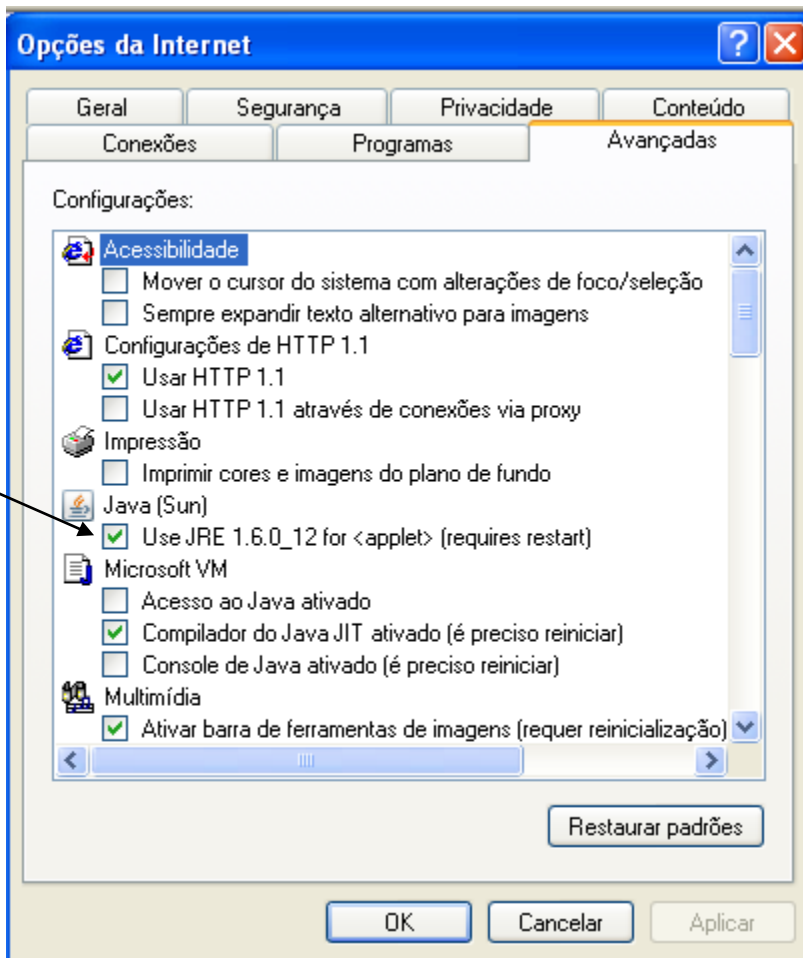 Opções da Internet
Geral Segurança Privacidade Conteúdo
Conexões Programas Avançadas
Configurações:
Acessibilidade
Mover o cursor do sistema com alterações de foco/seleção
Sempre expandir texto alternativo para imagens
Configurações de HTTP 1.1
Usar HTTP 1.1
Usar HTTP 1.1 através de conexões via proxy
Impressão
Imprimir cores e imagens do plano de fundo
Java (Sun)
Use JRE 1.6.0_12 for <applet> (requires restart)
Microsoft VM
Acesso ao Java ativado
Compilador do Java JIT ativado (é preciso reiniciar)
Console de Java ativado (é preciso reiniciar)
Multimídia
Ativar barra de ferramentas de imagens (requer reinicialização)
Restaurar padrões
OK Cancelar Aplicar